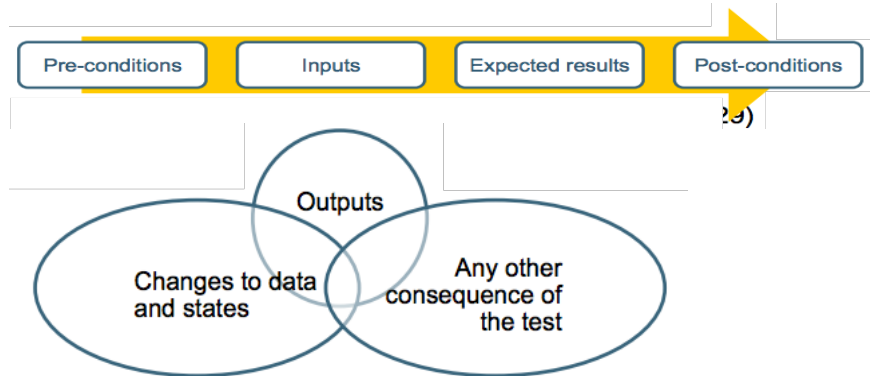 Pre-conditions
Inputs
Expected results
Post-conditions
29)
Outputs
Changes to data
and states
Any other
consequence of
the test